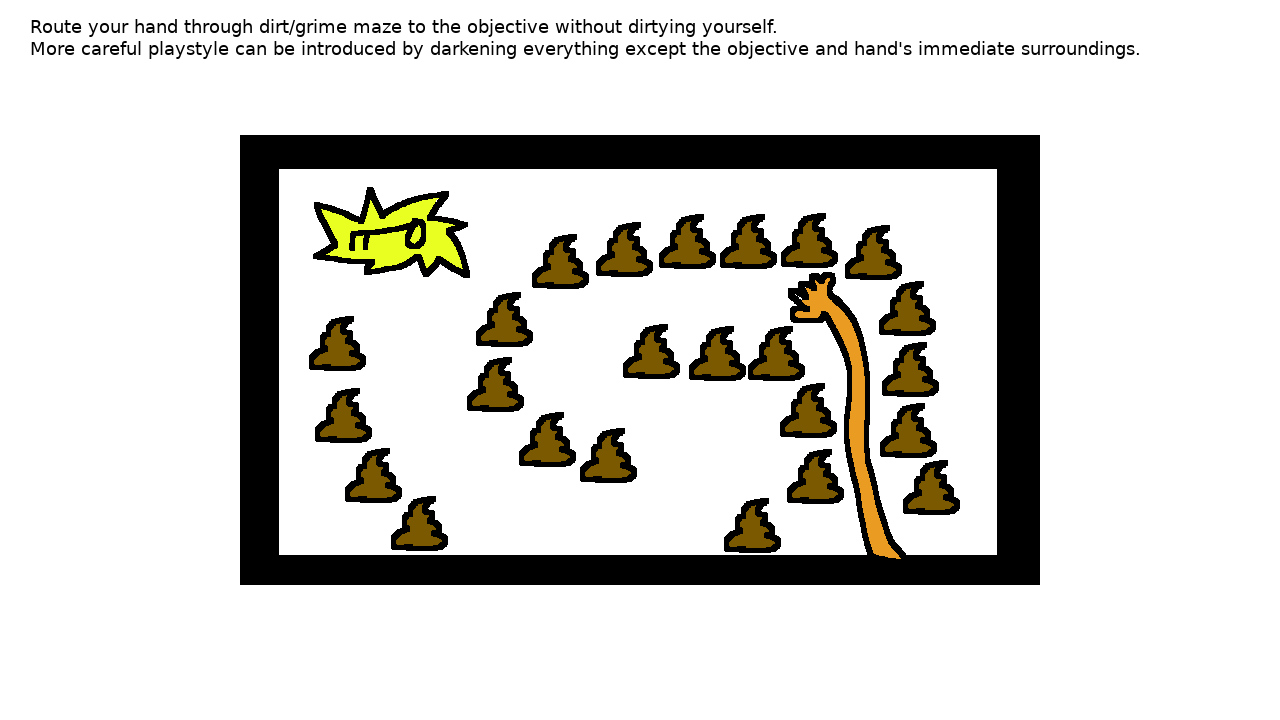 Route your hand through dirt/grime maze to the objective without dirtying yourself.
More careful playstyle can be introduced by darkening everything except the objective and hand's immediate surroundings.